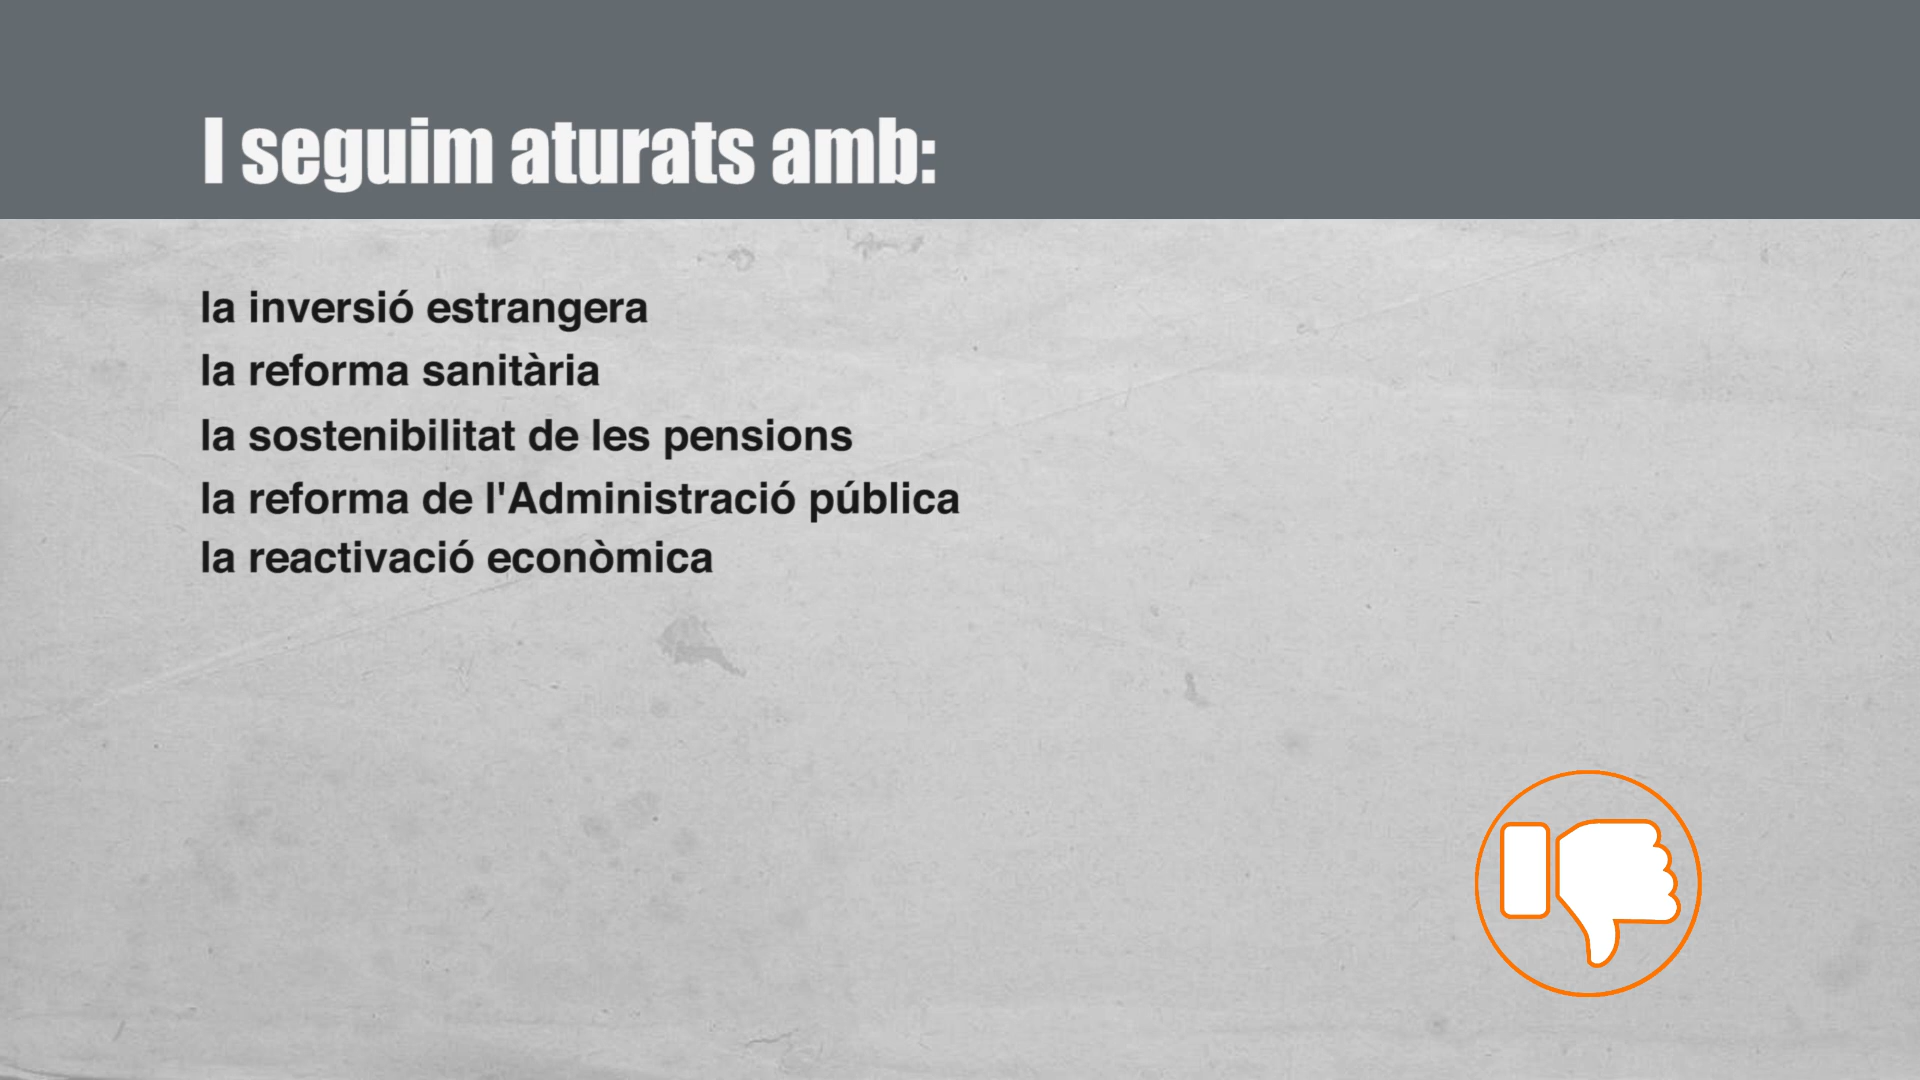 I seguim aturats amb:
la inversió estrangera
la reforma sanitària
la sostenibilitat de les pensions
la reforma de l'Administració pública
la reactivació econòmica